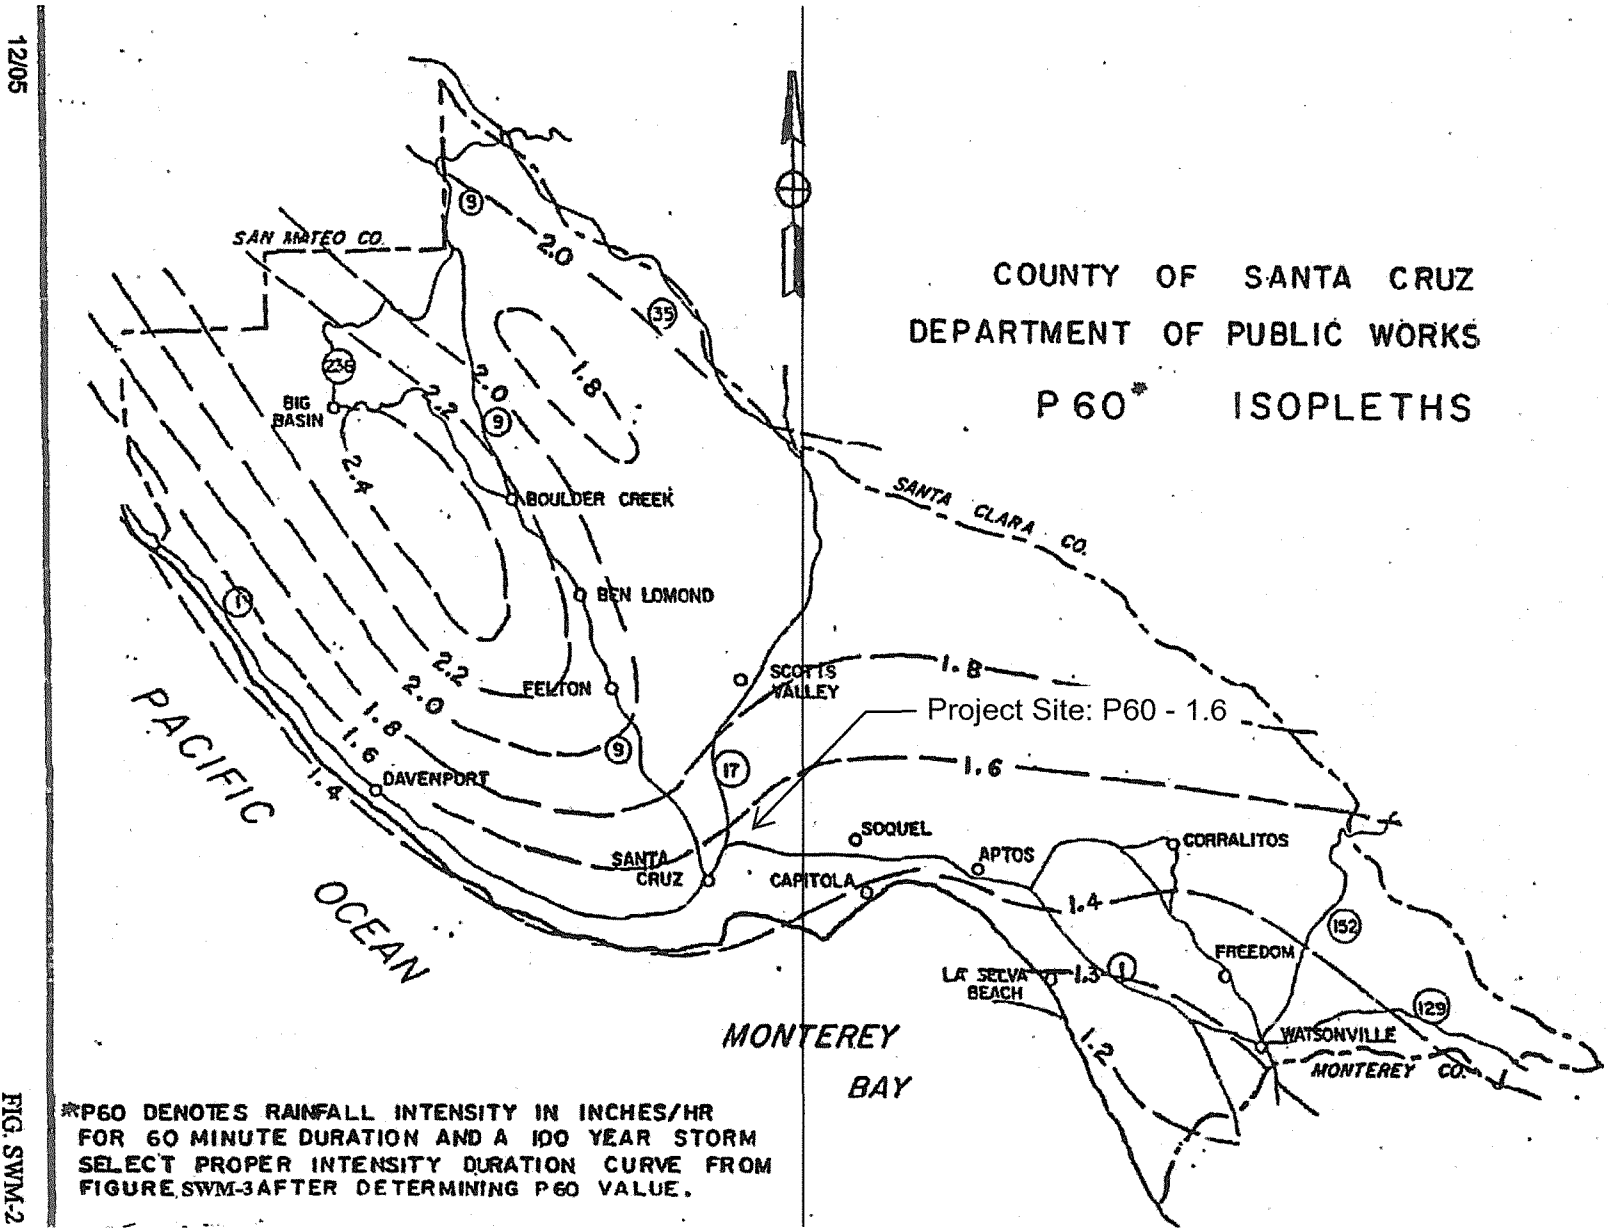 12/05
FIG. SWM-2
COUNTY OF SANTA CRUZ
DEPARTMENT OF PUBLIC WORKS
P60* ISOPLETHS
SAN MATEO CO.
9
2.0
35
1.8
236
2.0
2.2
9
BIG
BASIN
2.4
BOULDER CREEK
SANTA CLARA CO.
1
BEN LOMOND
2.2
2.0
FELTON
SCOTTS
VALLEY
1.8
Project Site: P60 - 1.6
1.8
1.6
9
17
1.6
1.4
DAVENPORT
PACIFIC
OCEAN
SANTA
CRUZ
SOQUEL
CAPITOLA
APTOS
CORRALITOS
1.4
152
FREEDOM
LA SELVA
BEACH
1.3
1
129
WATSONVILLE
MONTEREY CO.
1.2
MONTEREY
BAY
*P60 DENOTES RAINFALL INTENSITY IN INCHES/HR
FOR 60 MINUTE DURATION AND A 100 YEAR STORM
SELECT PROPER INTENSITY DURATION CURVE FROM
FIGURE SWM-3 AFTER DETERMINING P60 VALUE.